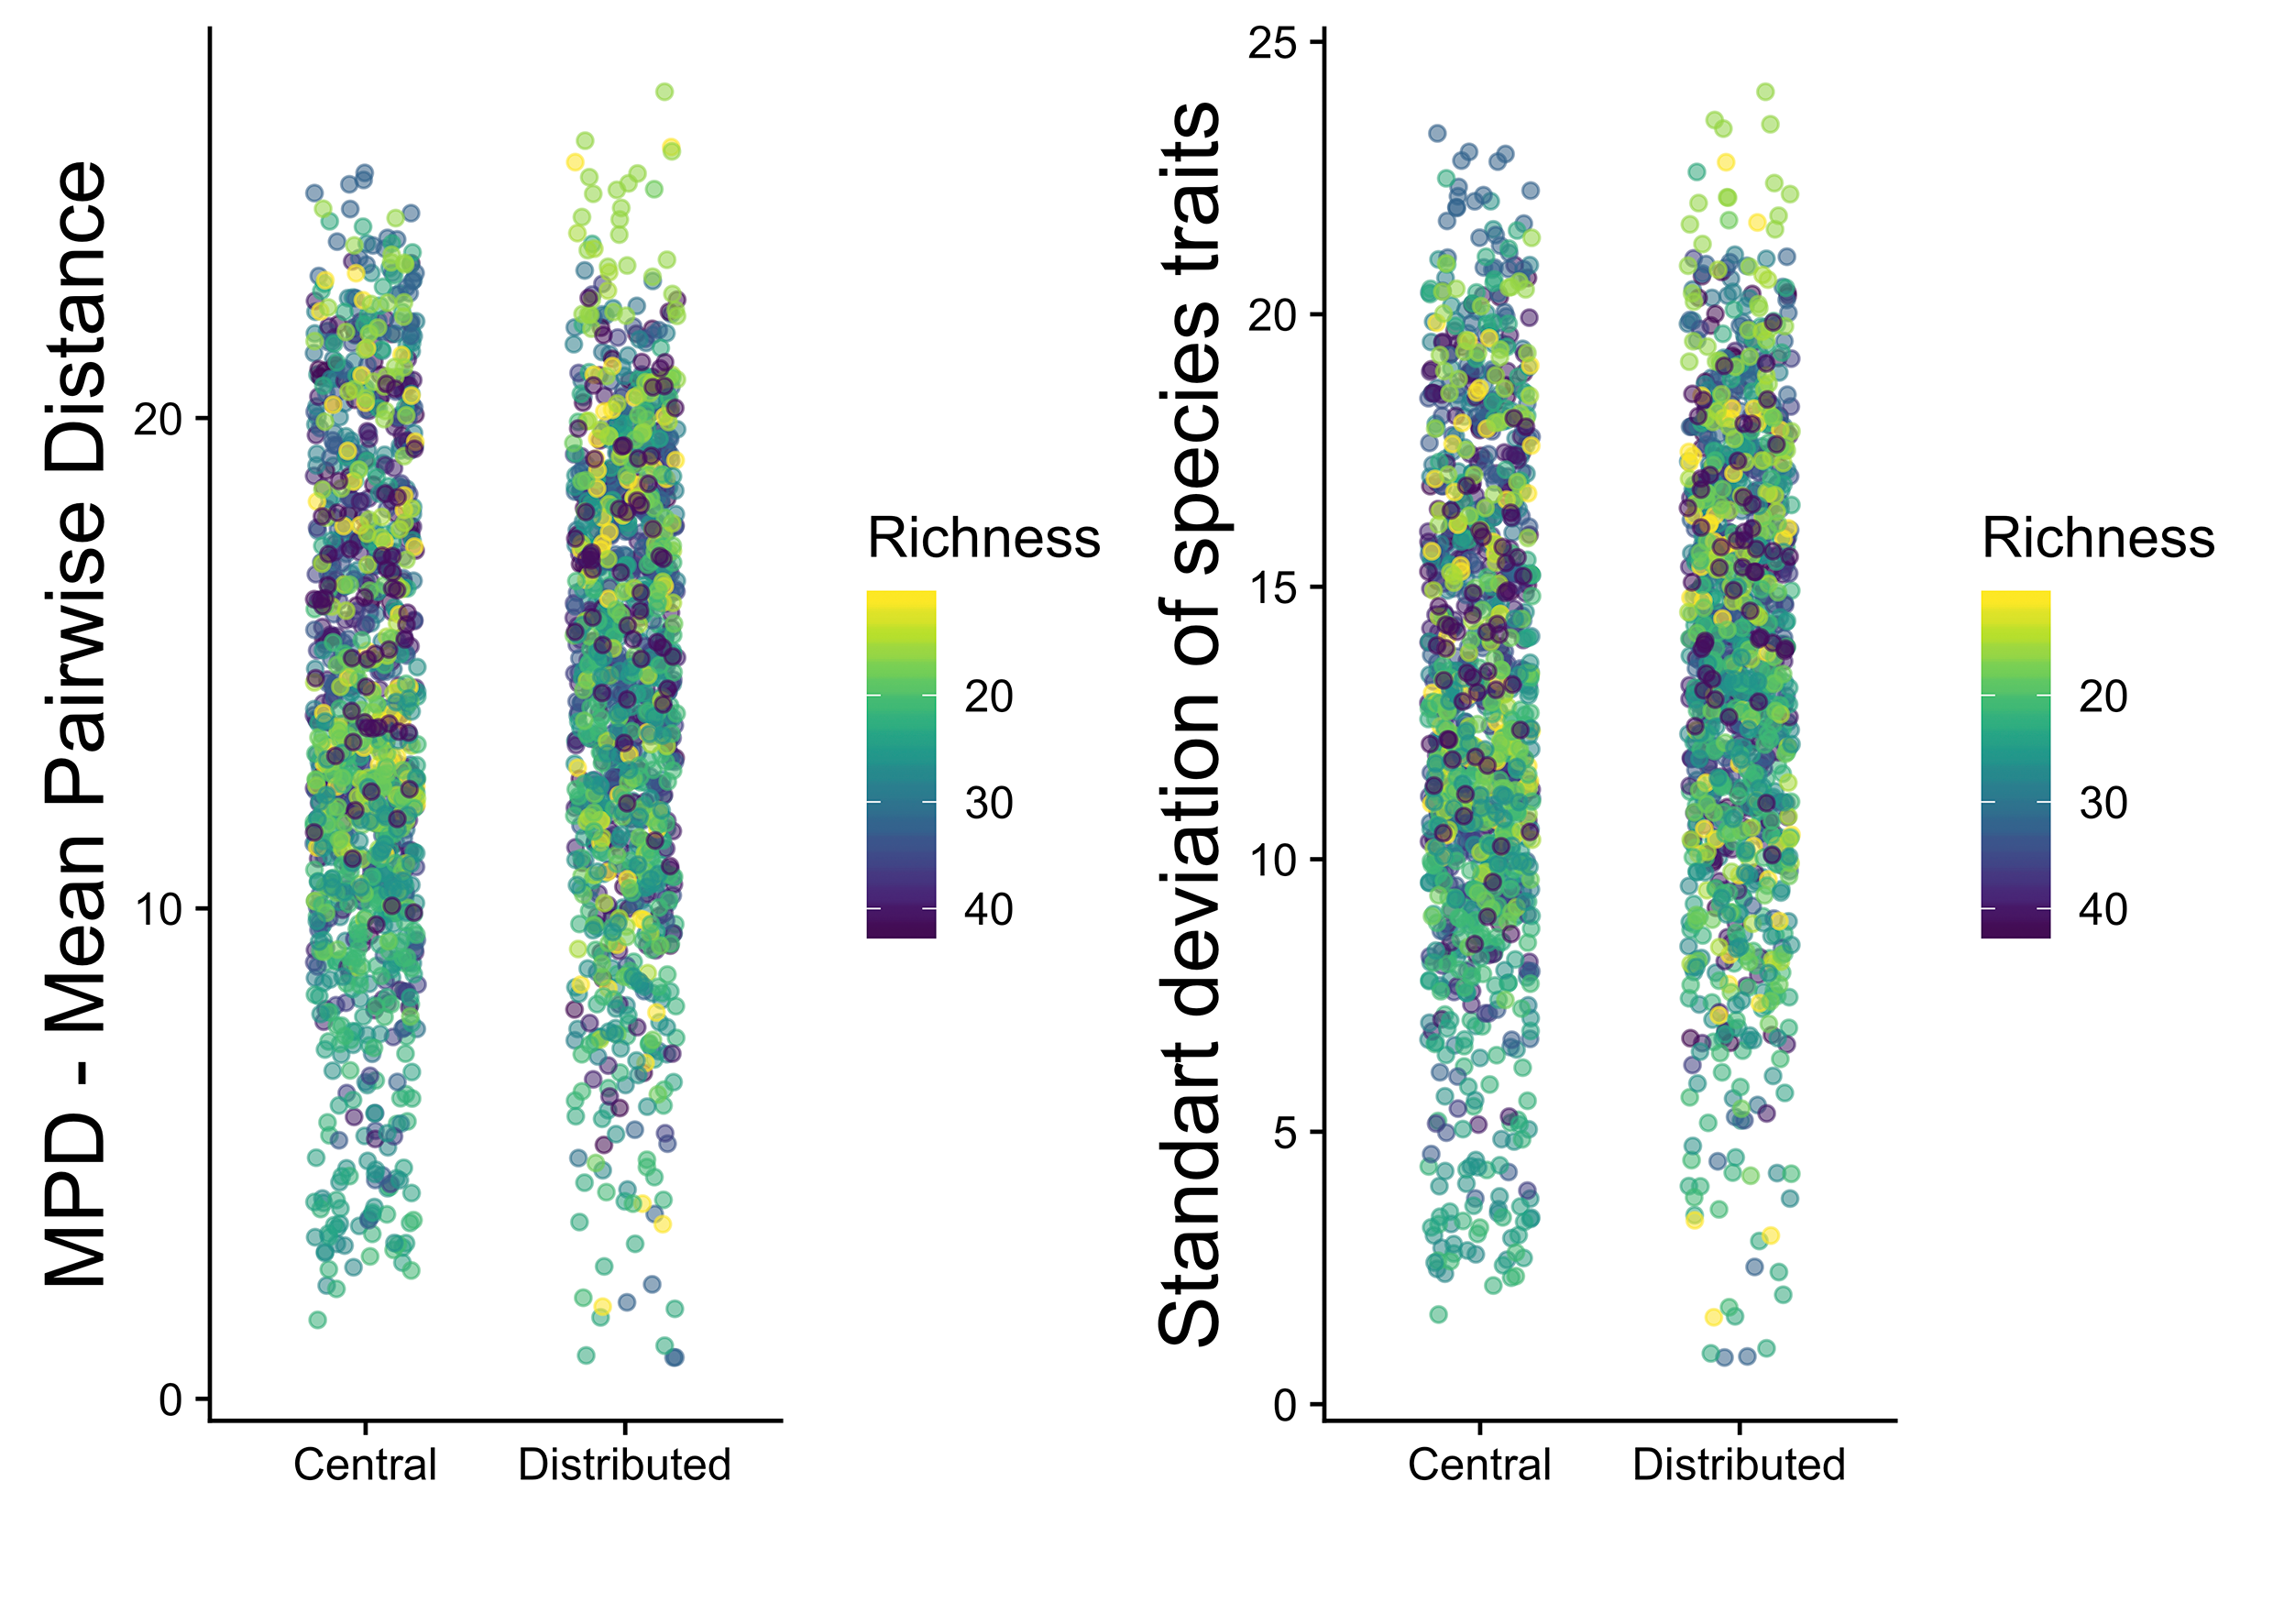 MPD - Mean Pairwise Distance
20
10
0
Central
Distributed
Richness
20
30
40
Standart deviation of species traits
25
20
15
10
5
0
Central
Distributed
Richness
20
30
40